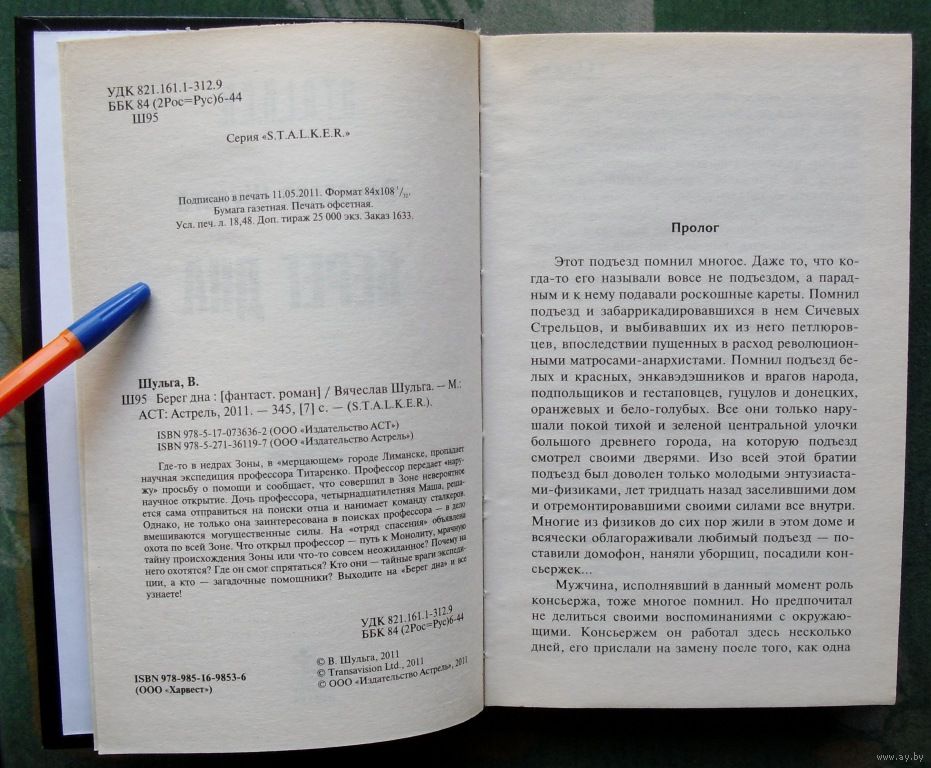 УДК 821.161.1-312.9
ББК 84 (2Рос=Рус)6-44
Ш95
Серия «S.T.A.L.K.E.R.»
Подписано в печать 11.05.2011. Формат 84x108 1/32.
Бумага газетная. Печать офсетная.
Усл. печ. л. 18,48. Доп. тираж 25 000 экз. Заказ 1633.
Шульга, В.
Ш95 Берег дна : [фантаст. роман] / Вячеслав Шульга. — М.:
АСТ: Астрель, 2011. — 345, [7] с. — (S.T.A.L.K.E.R.).
ISBN 978-5-17-073636-2 (ООО «Издательство АСТ»)
ISBN 978-5-271-36119-7 (ООО «Издательство Астрель»)
Где-то в недрах Зоны, в «мерцающем» городе Лиманске, пропадает
научная экспедиция профессора Титаренко. Профессор передает «нару-
жу» просьбу о помощи и сообщает, что совершил в Зоне невероятное
научное открытие. Дочь профессора, четырнадцатилетняя Маша, реша-
ется сама отправиться на поиски отца и нанимает команду сталкеров.
Однако, не только она заинтересована в поисках профессора — в дело
вмешиваются могущественные силы. На «отряд спасения» объявлена
охота по всей Зоне. Что открыл профессор — путь к Монолиту, мрачную
тайну происхождения Зоны или что-то совсем неожиданное? Почему на
него охотятся? Где он смог спрятаться? Кто они — тайные враги экспеди-
ции, а кто — загадочные помощники? Выходите на «Берег дна» и все
узнаете!
УДК 821.161.1-312.9
ББК 84 (2Рос=Рус)6-44
© В. Шульга, 2011
© Transavision Ltd., 2011
© ООО «Издательство Астрель», 2011
ISBN 978-985-16-9853-6
(ООО «Харвест»)
Пролог
Этот подъезд помнил многое. Даже то, что ко-
гда-то его называли вовсе не подъездом, а парад-
ным и к нему подавали роскошные кареты. Помнил
подъезд и забаррикадировавшихся в нем Сичевых
Стрельцов, и выбивавших их из него петлюров-
цев, впоследствии пущенных в расход революцион-
ными матросами-анархистами. Помнил подъезд бе-
лых и красных, энкавэдэшников и врагов народа,
подпольщиков и гестаповцев, гуцулов и донецких,
оранжевых и бело-голубых. Все они только нару-
шали покой тихой и зеленой центральной улочки
большого древнего города, на которую подъезд
смотрел своими дверями. Изо всей этой братии
подъезд был доволен только молодыми энтузиаста-
ми-физиками, лет тридцать назад заселившими дом
и отремонтировавшими своими силами все внутри.
Многие из физиков до сих пор жили в этом доме и
всячески облагораживали любимый подъезд — по-
ставили домофон, наняли уборщиц, посадили кон-
сьержек...
Мужчина, исполнявший в данный момент роль
консьержа, тоже многое помнил. Но предпочитал
не делиться своими воспоминаниями с окружаю-
щими. Консьержем он работал здесь несколько
дней, его прислали на замену после того, как одна
www.ay.by